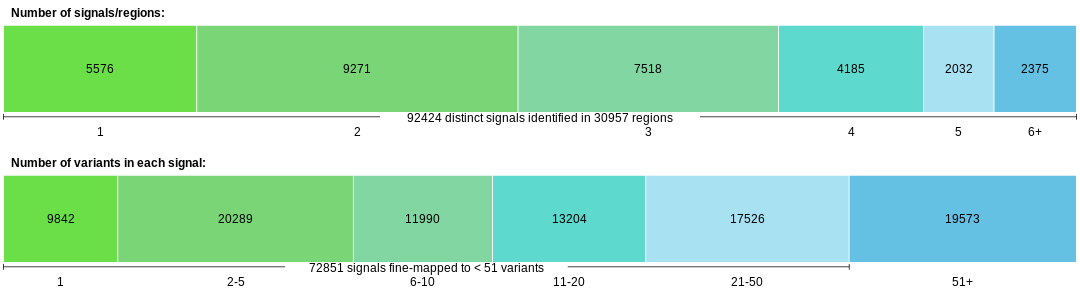 Number of signals/regions:
5576 9271 7518 4185 2032 2375
92424 distinct signals identified in 30957 regions
1 2 3 4 5 6+
Number of variants in each signal:
9842 20289 11990 13204 17526 19573
72851 signals fine-mapped to < 51 variants
1 2-5 6-10 11-20 21-50 51+